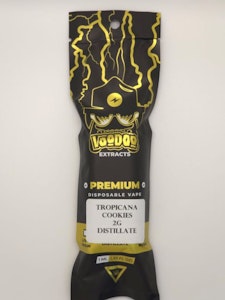 VOODOO
EXTRACTS
PREMIUM
DISPOSABLE VAPE
TROPICANA
COOKIES
2G
DISTILLATE